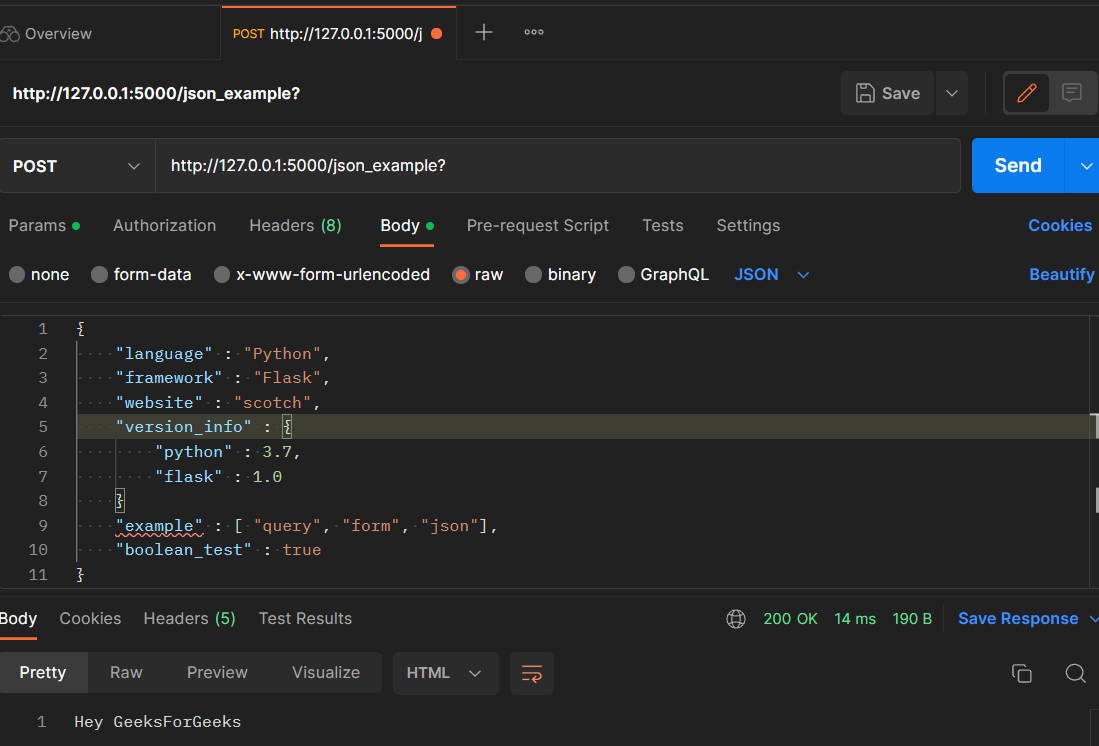 Overview
POST http://127.0.0.1:5000/j
http://127.0.0.1:5000/json_example?
Save
POST http://127.0.0.1:5000/json_example? Send
Params Authorization Headers (8) Body Pre-request Script Tests Settings Cookies
none form-data x-www-form-urlencoded raw binary GraphQL JSON Beautify
1 {
2 "language" : "Python",
3 "framework" : "Flask",
4 "website" : "scotch",
5 "version_info" : {
6 "python" : 3.7,
7 "flask" : 1.0
8 }
9 "example" : [ "query", "form", "json"],
10 "boolean_test" : true
11 }
Body Cookies Headers (5) Test Results 200 OK 14 ms 190 B Save Response
Pretty Raw Preview Visualize HTML
1 Hey GeeksForGeeks